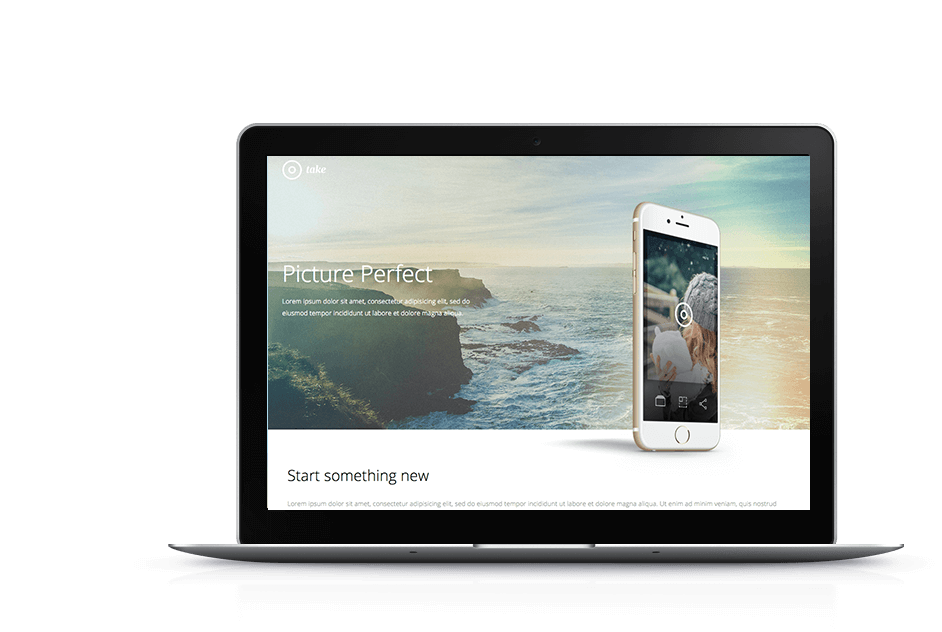 take
Picture Perfect
Lorem ipsum dolor sit amet, consectetur adipisicing elit, sed do
eiusmod tempor incididunt ut labore et dolore magna aliqua.
Start something new
Lorem ipsum dolor sit amet, consectetur adipisicing elit, sed do eiusmod tempor incididunt ut labore et dolore magna aliqua. Ut enim ad minim veniam, quis nostrud